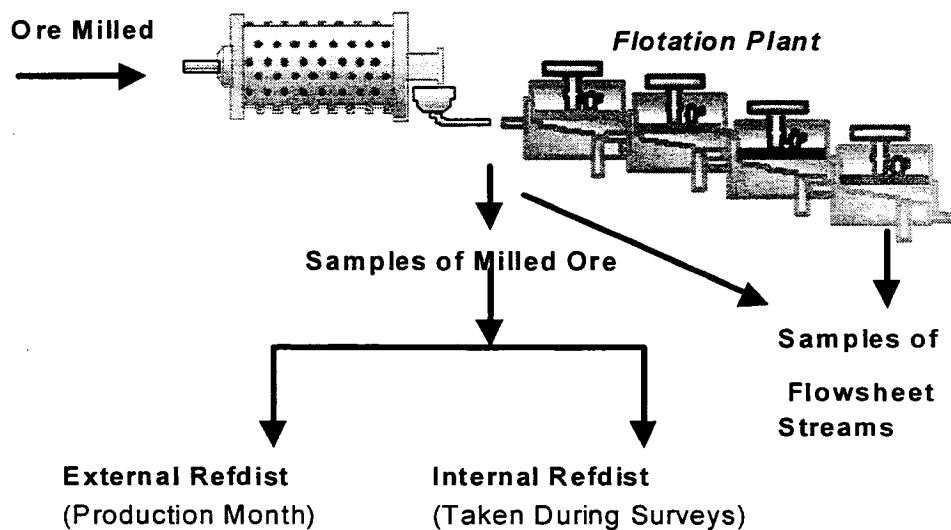 Ore Milled
Flotation Plant
Samples of Milled Ore
Samples of
Flowsheet
Streams
External Refdist
(Production Month)
Internal Refdist
(Taken During Surveys)